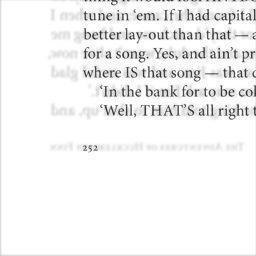 tune in 'em. If I had capital
better lay-out than that — a
for a song. Yes, and ain't pr
where IS that song — that d
'In the bank for to be col
'Well, THAT'S all right t
252